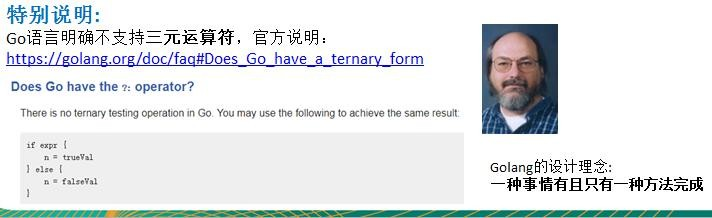 特别说明:
Go语言明确不支持三元运算符，官方说明：
https://golang.org/doc/faq#Does_Go_have_a_ternary_form
Does Go have the ?: operator?
There is no ternary testing operation in Go. You may use the following to achieve the same result:
if expr {
    n = trueVal
} else {
    n = falseVal
}
Golang的设计理念:
一种事情有且只有一种方法完成